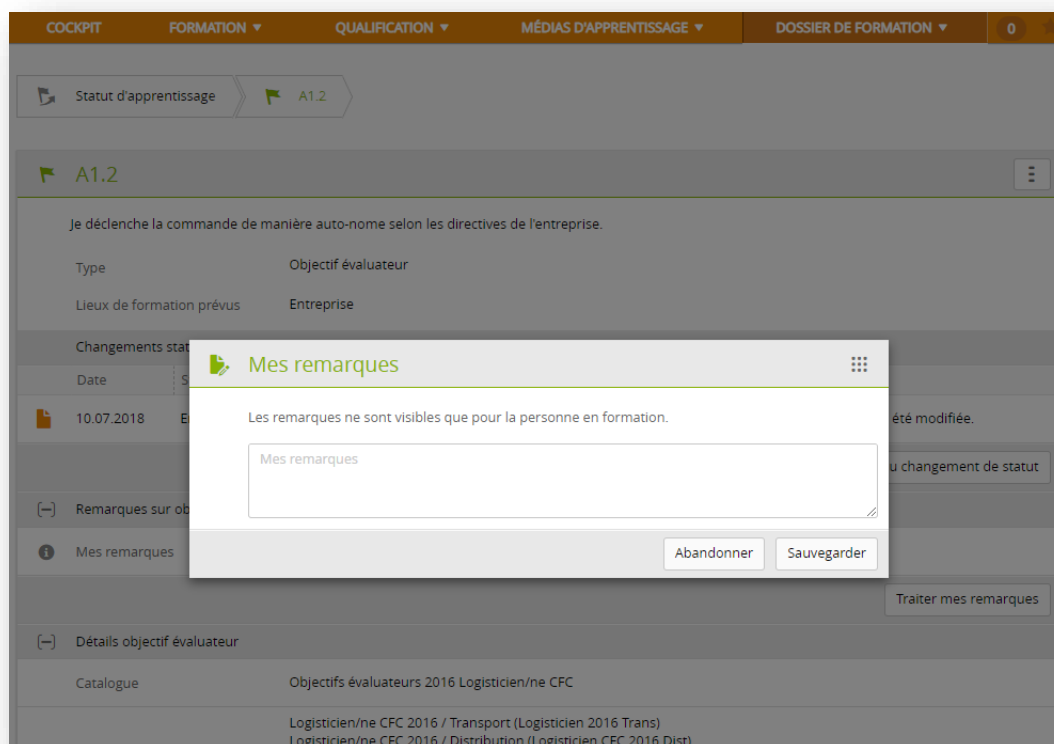 COCKPIT FORMATION QUALIFICATION MÉDIAS D'APPRENTISSAGE DOSSIER DE FORMATION 0
Statut d'apprentissage A1.2
A1.2
Je déclenche la commande de manière auto-nome selon les directives de l'entreprise.
Type Objectif évaluateur
Lieux de formation prévus Entreprise
Changements
Mes remarques
Date
Les remarques ne sont visibles que pour la personne en formation.
10.07.2018 été modifiée.
Mes remarques
changement de statut
Remarques sur
Abandonner Sauvegarder
Mes remarques
Traiter mes remarques
Détails objectif évaluateur
Catalogue Objectifs évaluateurs 2016 Logisticien/ne CFC
Logisticien/ne CFC 2016 / Transport (Logisticien 2016 Trans)
Logisticien/ne CFC 2016 / Distribution (Logisticien CFC 2016 Dist)